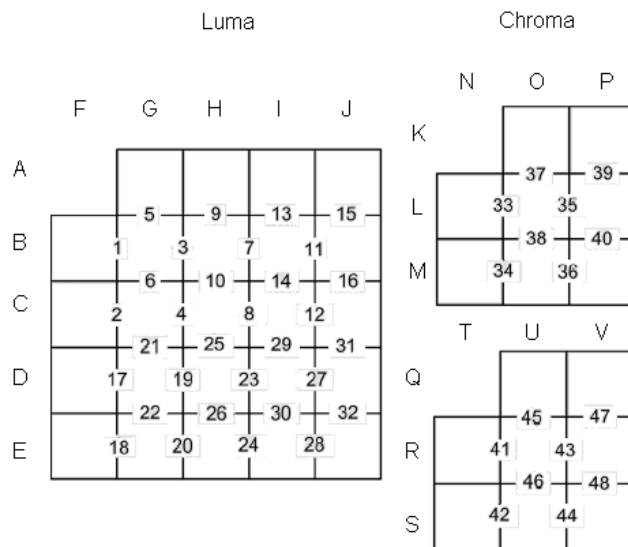 Luma Chroma
N O P
F G H I J
K
A
37 39
5 9 13 15
L 33 35
B 1 3 7 11
38 40
M 34 36
6 10 14 16
C 2 4 8 12
T U V
21 25 29 31
D 17 19 23 27
Q
22 26 30 32
45 47
E 18 20 24 28
R 41 43
46 48
S 42 44